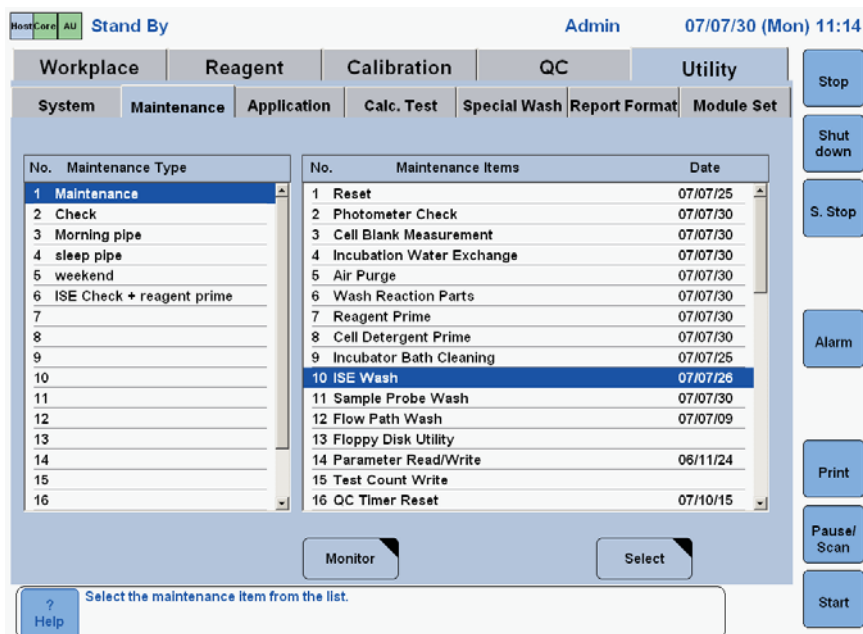 Host Core AU Stand By Admin 07/07/30 (Mon) 11:14
Workplace Reagent Calibration QC Utility
System Maintenance Application Calc. Test Special Wash Report Format Module Set
No. Maintenance Type
1 Maintenance
2 Check
3 Morning pipe
4 sleep pipe
5 weekend
6 ISE Check + reagent prime
7
8
9
10
11
12
13
14
15
16
No. Maintenance Items Date
1 Reset 07/07/25
2 Photometer Check 07/07/30
3 Cell Blank Measurement 07/07/30
4 Incubation Water Exchange 07/07/30
5 Air Purge 07/07/30
6 Wash Reaction Parts 07/07/30
7 Reagent Prime 07/07/30
8 Cell Detergent Prime 07/07/30
9 Incubator Bath Cleaning 07/07/25
10 ISE Wash 07/07/26
11 Sample Probe Wash 07/07/30
12 Flow Path Wash 07/07/09
13 Floppy Disk Utility
14 Parameter Read/Write 06/11/24
15 Test Count Write
16 QC Timer Reset 07/10/15
Monitor Select
? Help
Select the maintenance item from the list.
Stop
Shut
down
S. Stop
Alarm
Print
Pause/
Scan
Start